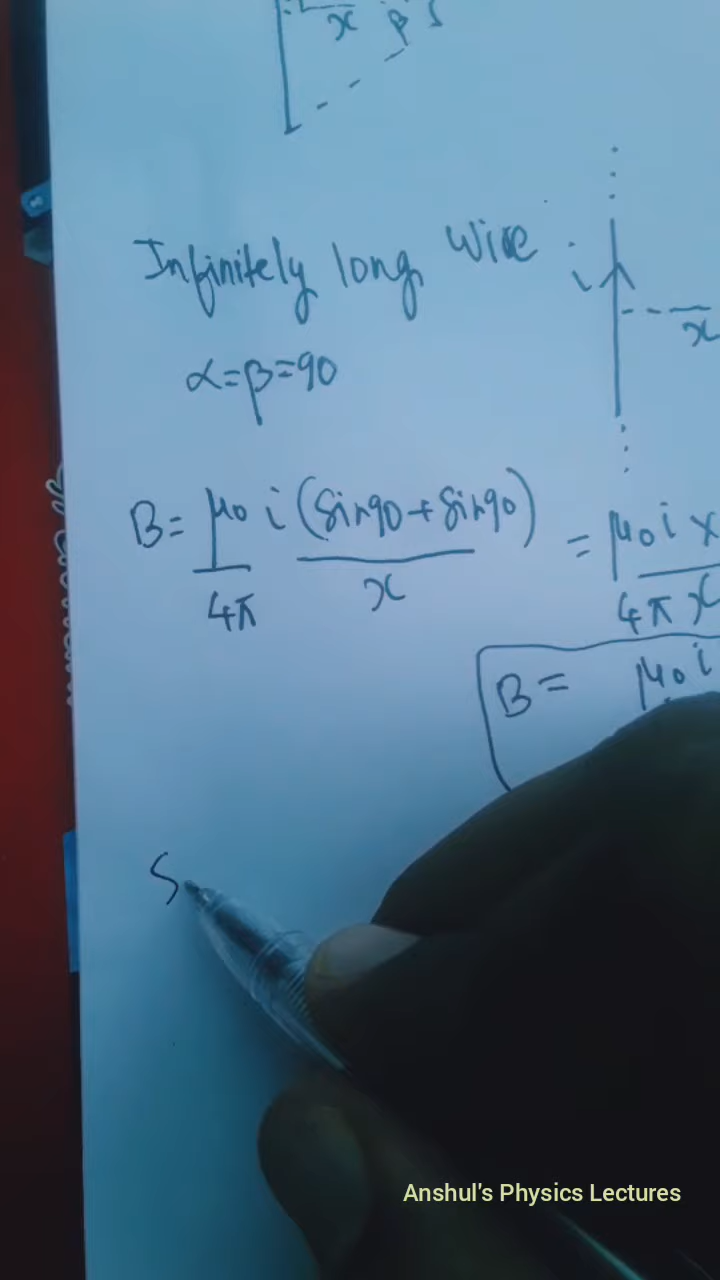 x β S
Infinitely long wire
i
x
α=β=90
B= μ₀ i (Sin90+Sin90) = μ₀ i x
4π x 4π x
B= μ₀ i
S
Anshul's Physics Lectures